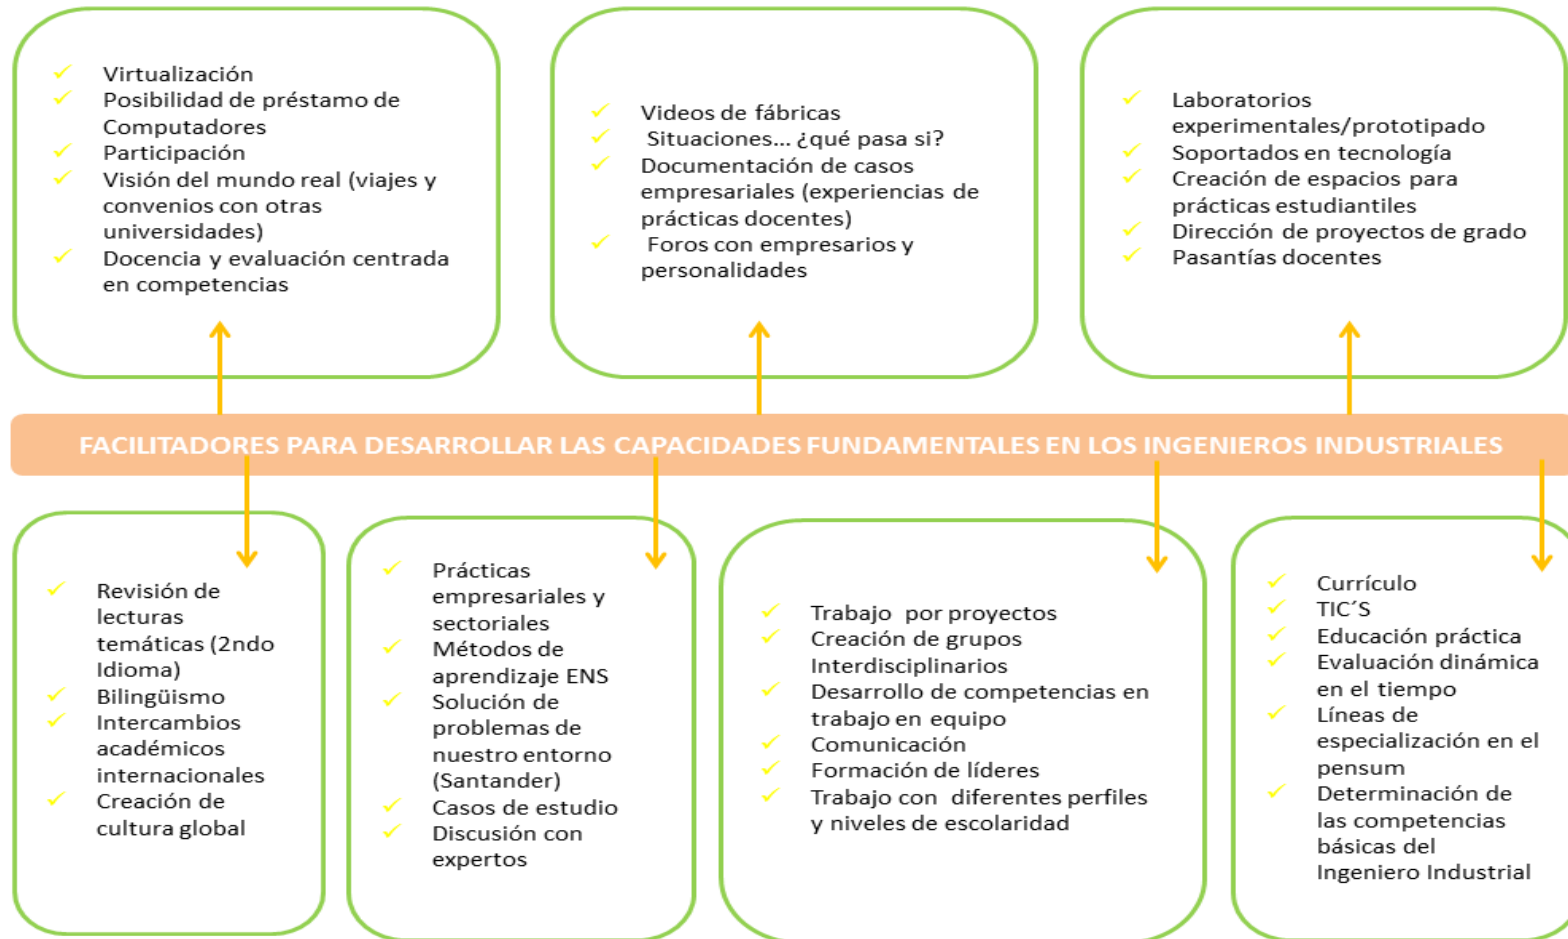 Virtualización
Posibilidad de préstamo de
Computadores
Participación
Visión del mundo real (viajes y
convenios con otras
universidades)
Docencia y evaluación centrada
en competencias
Videos de fábricas
Situaciones... ¿qué pasa si?
Documentación de casos
empresariales (experiencias de
prácticas docentes)
Foros con empresarios y
personalidades
Laboratorios
experimentales/prototipado
Soportados en tecnología
Creación de espacios para
prácticas estudiantiles
Dirección de proyectos de grado
Pasantías docentes
FACILITADORES PARA DESARROLLAR LAS CAPACIDADES FUNDAMENTALES EN LOS INGENIEROS INDUSTRIALES
Revisión de
lecturas
temáticas (2ndo
Idioma)
Bilingüismo
Intercambios
académicos
internacionales
Creación de
cultura global
Prácticas
empresariales y
sectoriales
Métodos de
aprendizaje ENS
Solución de
problemas de
nuestro entorno
(Santander)
Casos de estudio
Discusión con
expertos
Trabajo por proyectos
Creación de grupos
Interdisciplinarios
Desarrollo de competencias en
trabajo en equipo
Comunicación
Formación de líderes
Trabajo con diferentes perfiles
y niveles de escolaridad
Currículo
TIC´S
Educación práctica
Evaluación dinámica
en el tiempo
Líneas de
especialización en el
pensum
Determinación de
las competencias
básicas del
Ingeniero Industrial